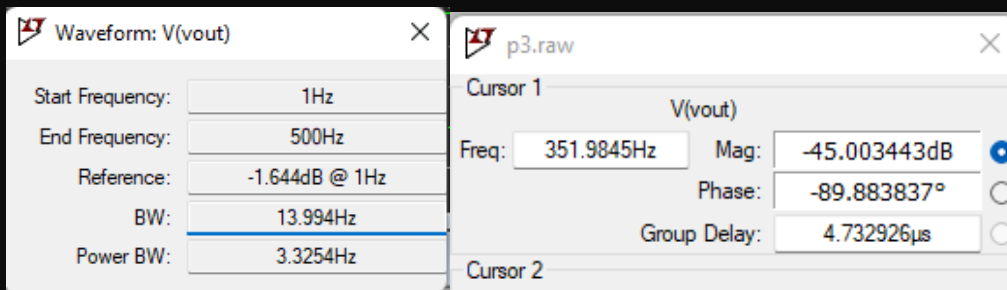 Waveform: V(vout)
Start Frequency: 1Hz
End Frequency: 500Hz
Reference: -1.644dB @ 1Hz
BW: 13.994Hz
Power BW: 3.3254Hz
p3.raw
Cursor 1
V(vout)
Freq: 351.9845Hz Mag: -45.003443dB
Phase: -89.883837°
Group Delay: 4.732926µs
Cursor 2